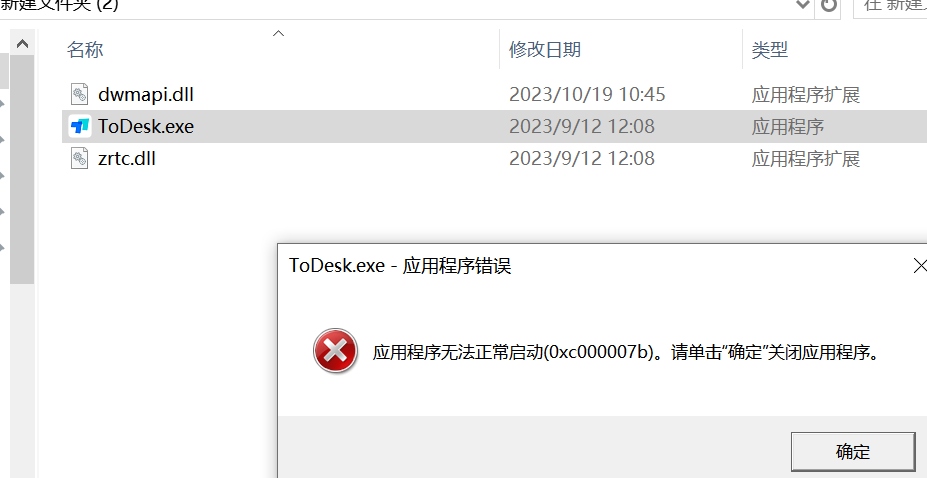 新建文件夹 (2)
在 新建
名称 修改日期 类型
dwmapi.dll 2023/10/19 10:45 应用程序扩展
ToDesk.exe 2023/9/12 12:08 应用程序
zrtc.dll 2023/9/12 12:08 应用程序扩展
ToDesk.exe - 应用程序错误
应用程序无法正常启动(0xc000007b)。请单击“确定”关闭应用程序。
确定